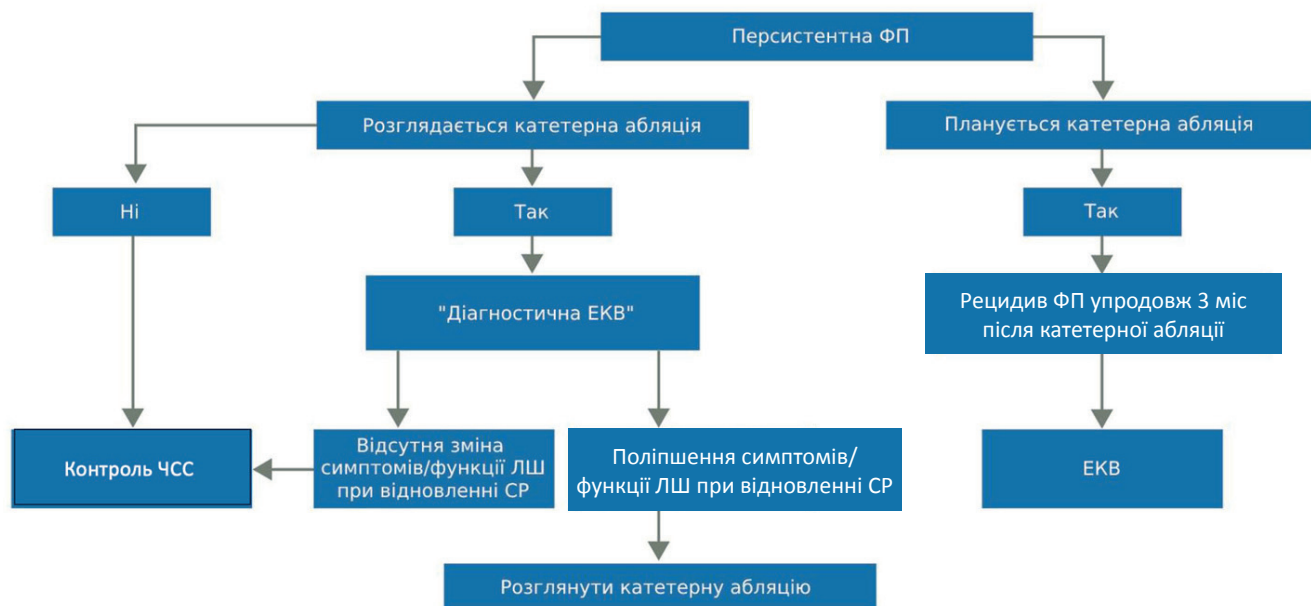 Персистентна ФП
Розглядається катетерна абляція
Планується катетерна абляція
Ні
Так
Так
"Діагностична ЕКВ"
Рецидив ФП упродовж 3 міс
після катетерної абляції
Контроль ЧСС
Відсутня зміна
симптомів/функції ЛШ
при відновленні СР
Поліпшення симптомів/
функції ЛШ при відновленні СР
ЕКВ
Розглянути катетерну абляцію